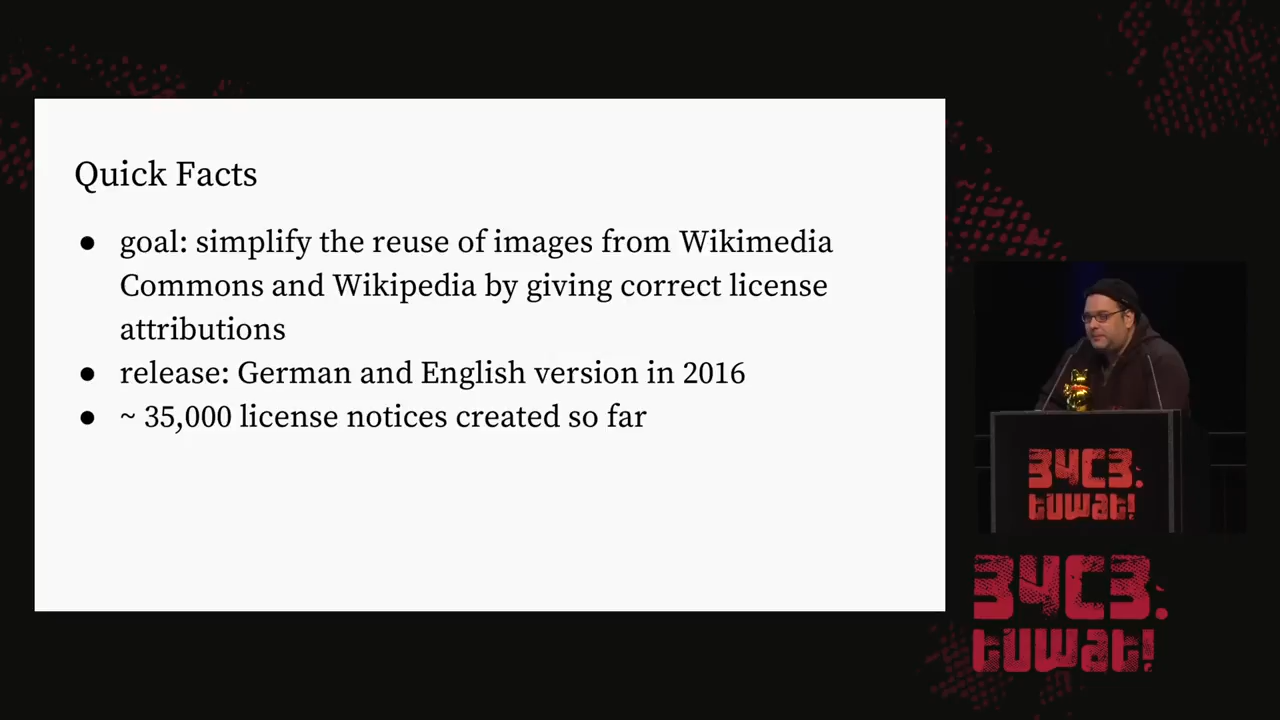 Quick Facts
● goal: simplify the reuse of images from Wikimedia
Commons and Wikipedia by giving correct license
attributions
● release: German and English version in 2016
● ~ 35,000 license notices created so far
34C3.
tuwat!
34C3.
tuwat!